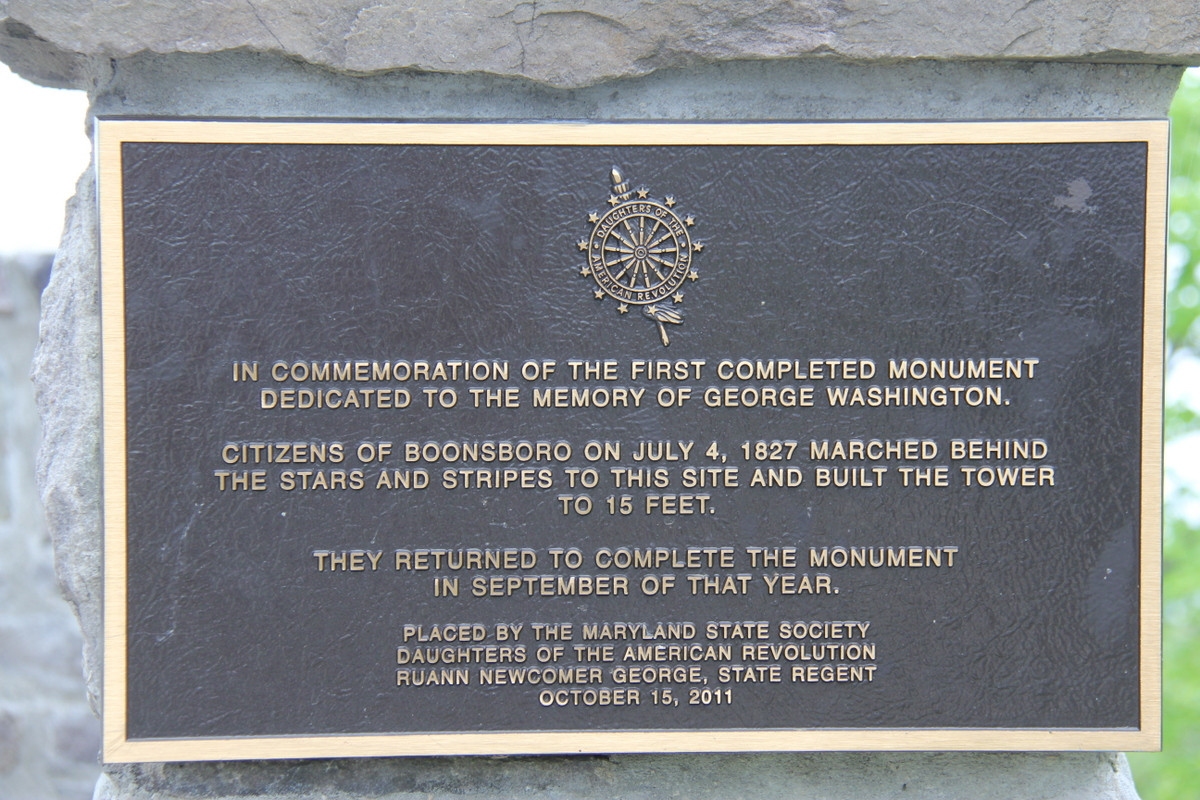 DAUGHTERS OF THE
AMERICAN REVOLUTION
IN COMMEMORATION OF THE FIRST COMPLETED MONUMENT
DEDICATED TO THE MEMORY OF GEORGE WASHINGTON.
CITIZENS OF BOONSBORO ON JULY 4, 1827 MARCHED BEHIND
THE STARS AND STRIPES TO THIS SITE AND BUILT THE TOWER
TO 15 FEET.
THEY RETURNED TO COMPLETE THE MONUMENT
IN SEPTEMBER OF THAT YEAR.
PLACED BY THE MARYLAND STATE SOCIETY
DAUGHTERS OF THE AMERICAN REVOLUTION
RUANN NEWCOMER GEORGE, STATE REGENT
OCTOBER 15, 2011